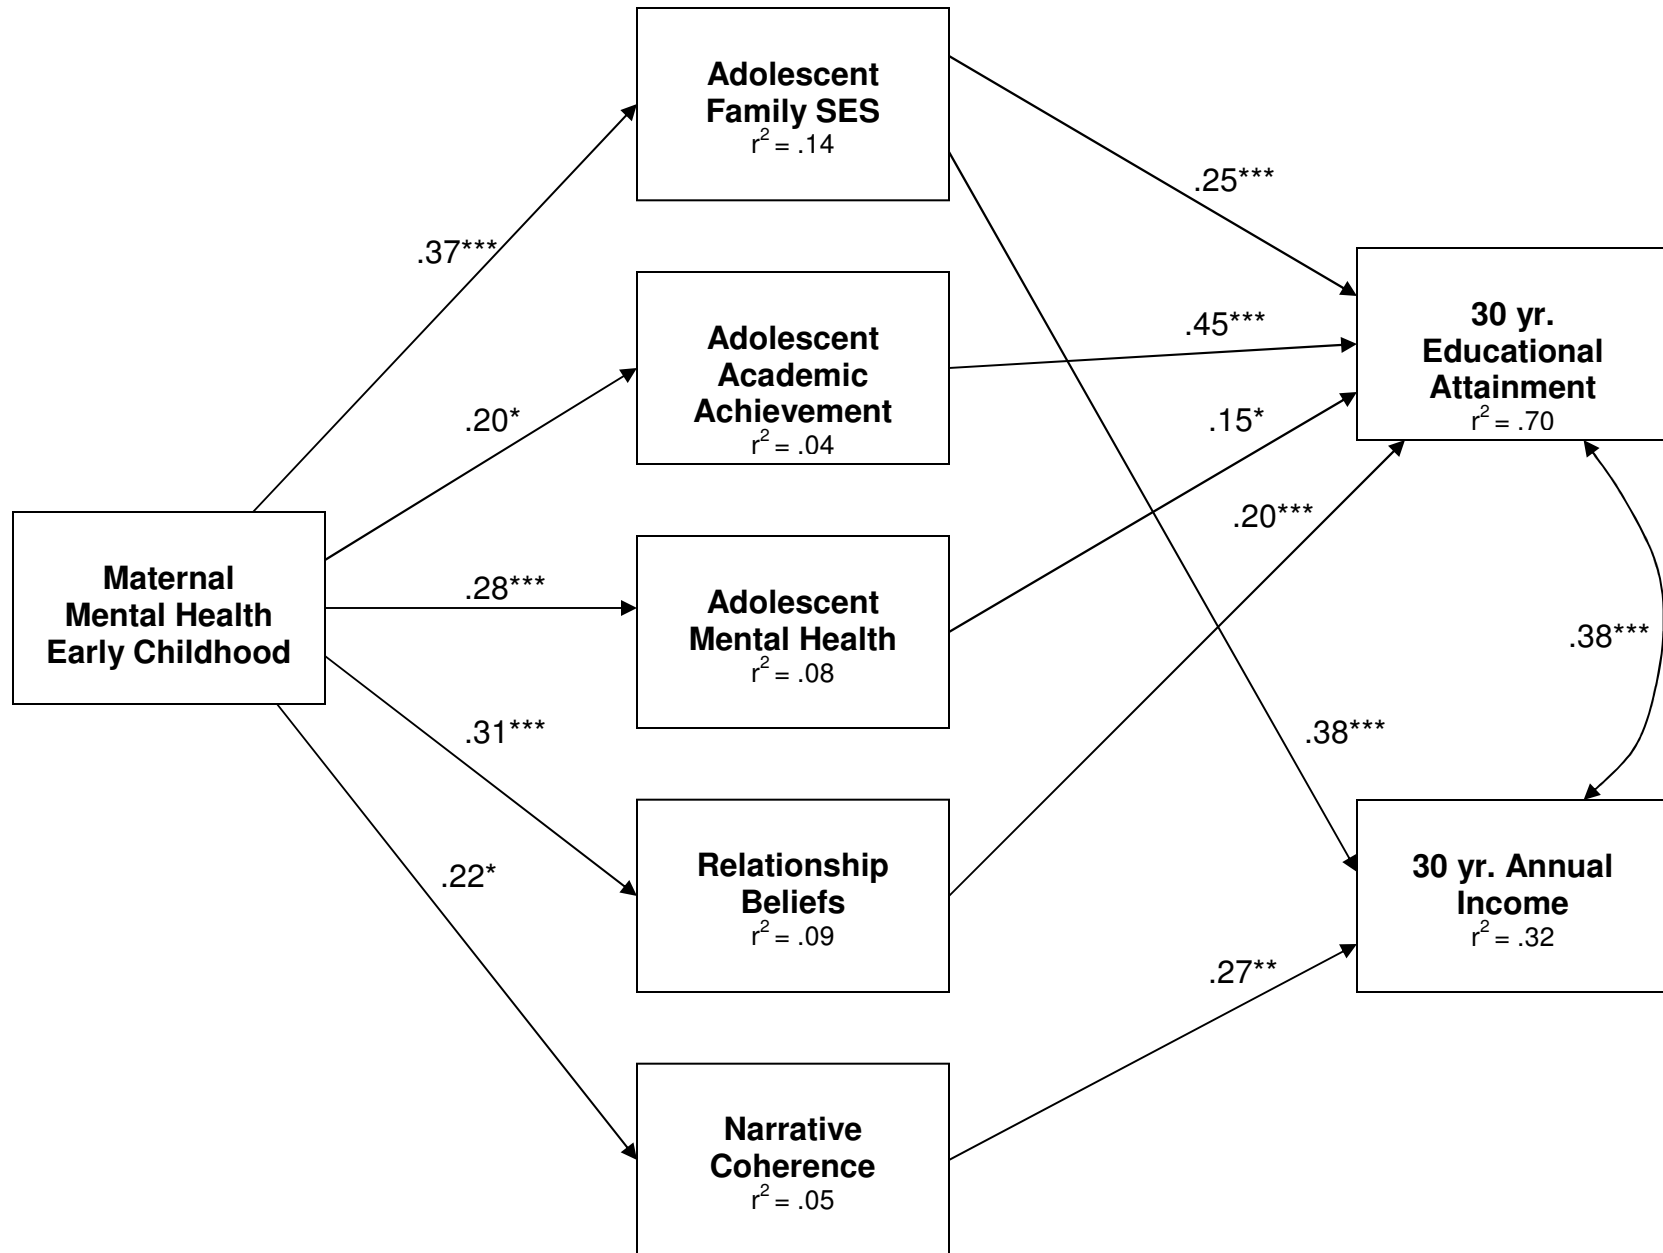 Adolescent
Family SES
r² = .14
.25***
.37***
Adolescent
Academic
Achievement
r² = .04
.45***
30 yr.
Educational
Attainment
r² = .70
.20*
.15*
.20***
Maternal
Mental Health
Early Childhood
.28***
Adolescent
Mental Health
r² = .08
.38***
.31***
.38***
Relationship
Beliefs
r² = .09
.22*
30 yr. Annual
Income
r² = .32
.27**
Narrative
Coherence
r² = .05